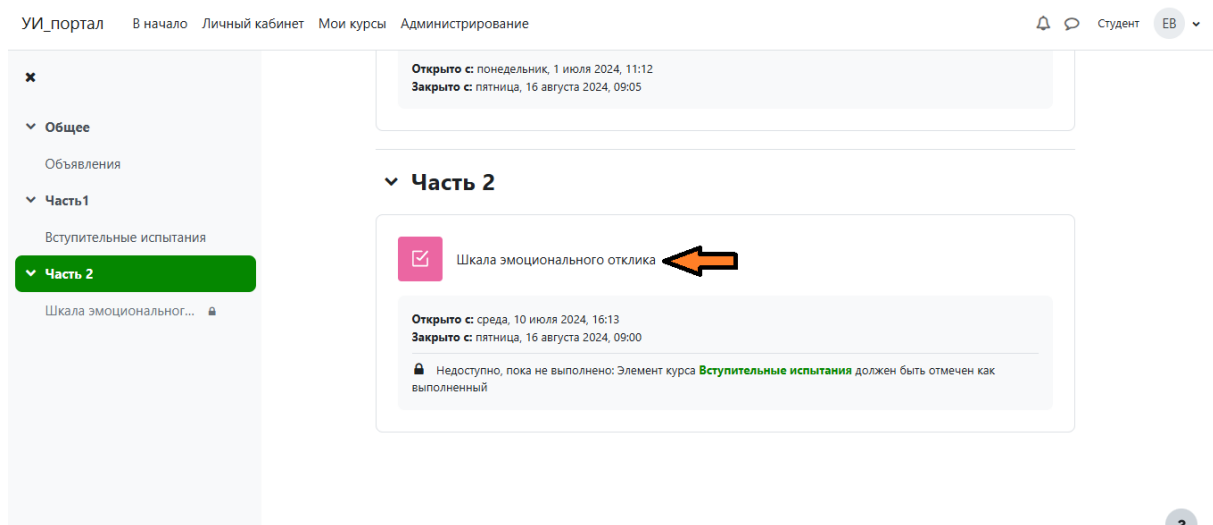 УИ_портал В начало Личный кабинет Мои курсы Администрирование Студент ЕВ
Общее
Объявления
Часть1
Вступительные испытания
Часть 2
Шкала эмоциональног...
Открыто с: понедельник, 1 июля 2024, 11:12
Закрыто с: пятница, 16 августа 2024, 09:05
Часть 2
Шкала эмоционального отклика
Открыто с: среда, 10 июля 2024, 16:13
Закрыто с: пятница, 16 августа 2024, 09:00
Недоступно, пока не выполнено: Элемент курса Вступительные испытания должен быть отмечен как
выполненный
?